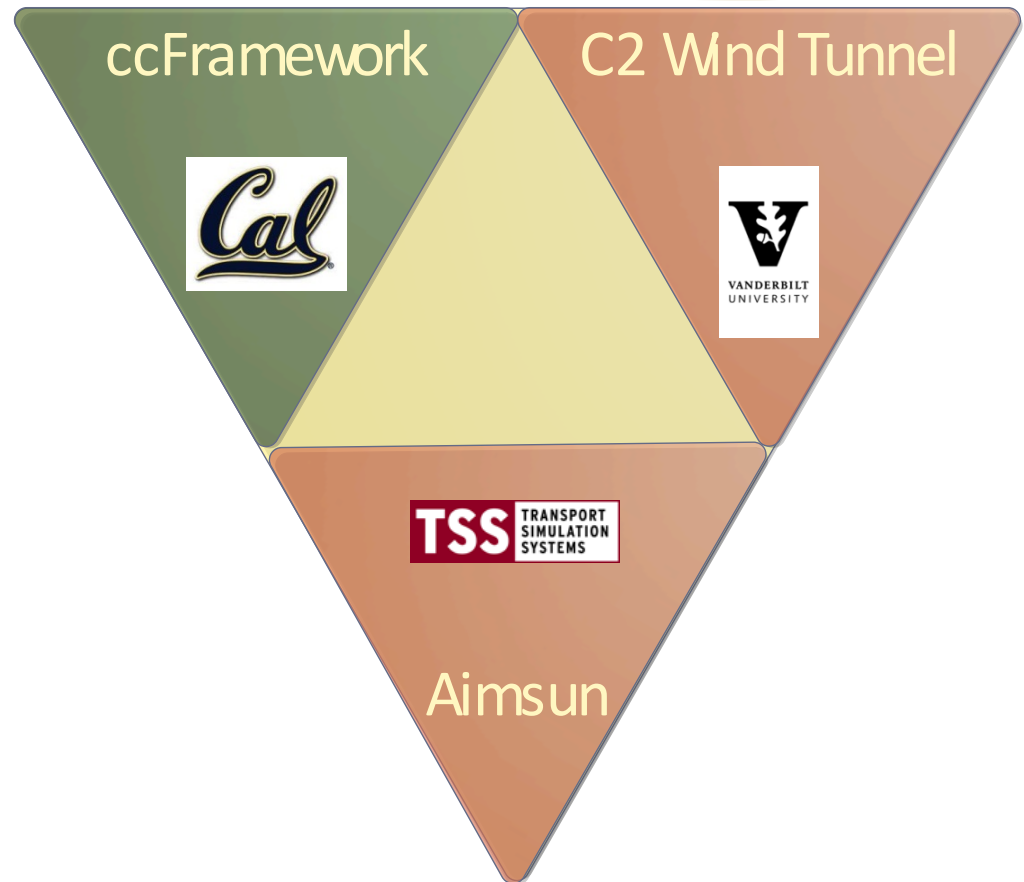 ccFramework
C2 Wind Tunnel
Cal
V
VANDERBILT
UNIVERSITY
TSS
TRANSPORT
SIMULATION
SYSTEMS
Aimsun